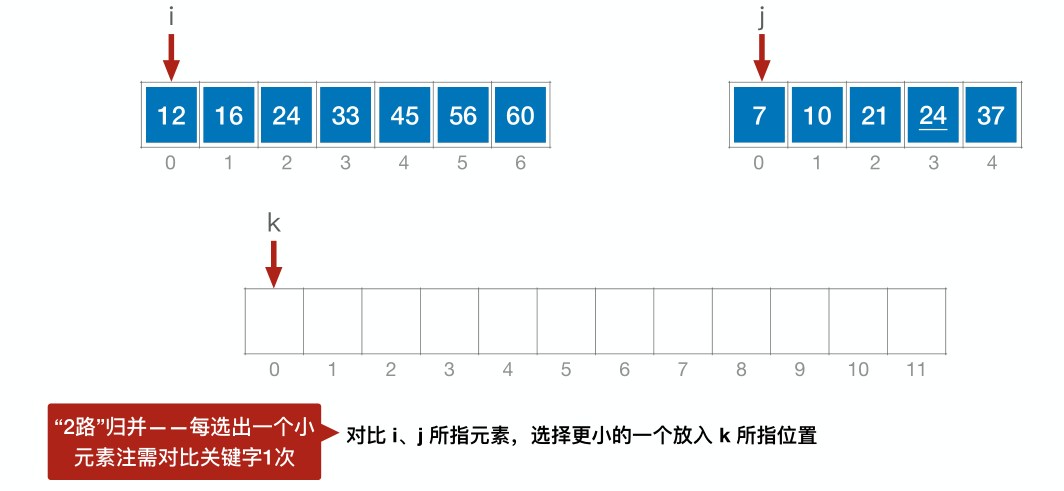 i j
12 16 24 33 45 56 60 7 10 21 24 37
0 1 2 3 4 5 6 0 1 2 3 4
k
0 1 2 3 4 5 6 7 8 9 10 11
“2路”归并——每选出一个小
元素注需对比关键字1次
对比 i、j 所指元素，选择更小的一个放入 k 所指位置